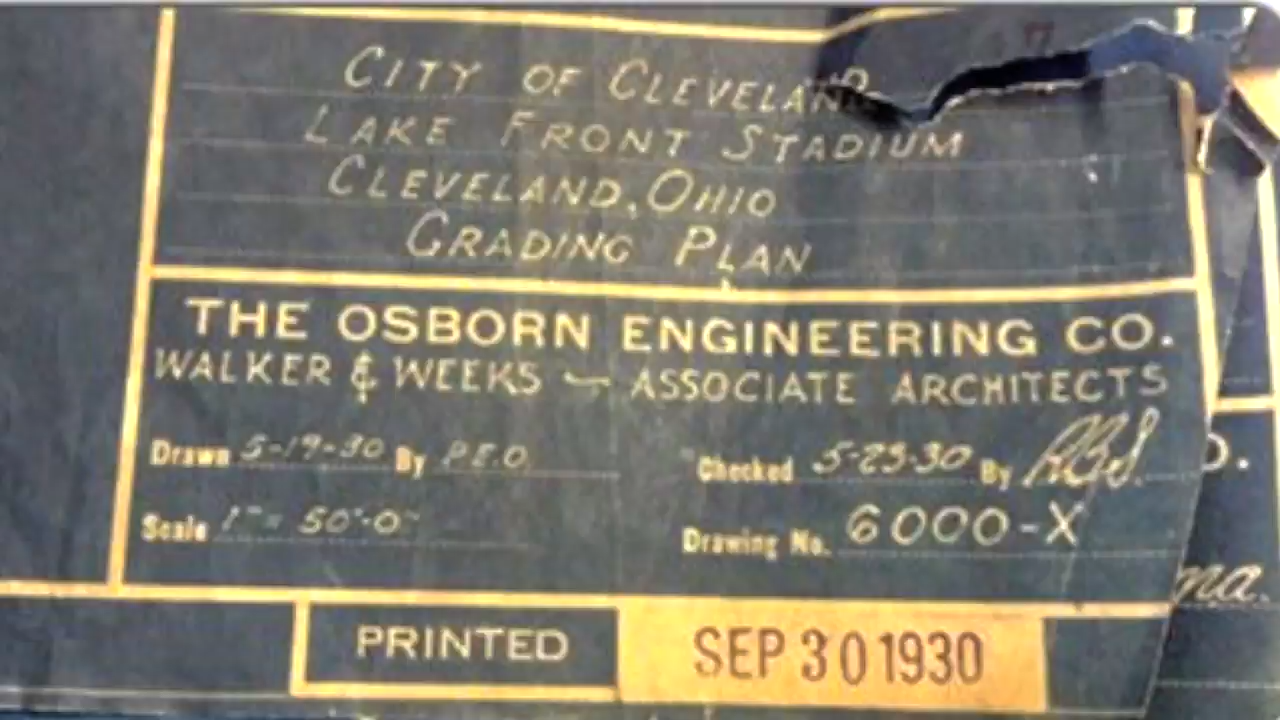 CITY OF CLEVELAND
LAKE FRONT STADIUM
CLEVELAND, OHIO
GRADING PLAN
THE OSBORN ENGINEERING CO.
WALKER & WEEKS — ASSOCIATE ARCHITECTS
Drawn 5-19-30 By P.E.O. Checked 5-23-30 By RBS.
Scale 1" = 50'-0" Drawing No. 6000-X
PRINTED SEP 30 1930